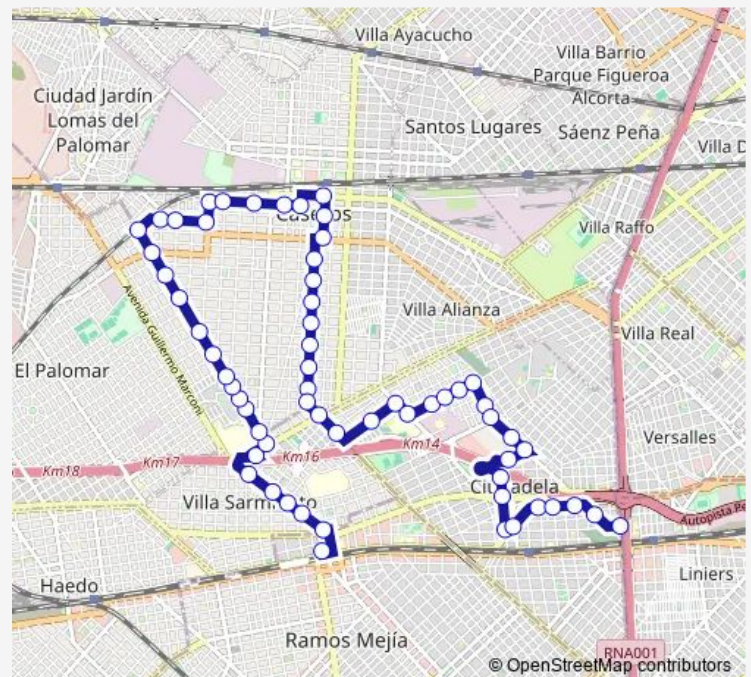 Villa Ayacucho
Villa Barrio
Parque Figueroa
Alcorta
Ciudad Jardín
Lomas del
Palomar
Santos Lugares
Sáenz Peña
Villa D
Caseros
Villa Raffo
Avenida Guillermo Marconi
Villa Alianza
Villa Real
El Palomar
Versalles
Km18
Km17
Km16
Km14
Villa Sarmiento
Ciudadela
Autopista Pe
Haedo
Liniers
Ramos Mejía
RNA001
© OpenStreetMap contributors